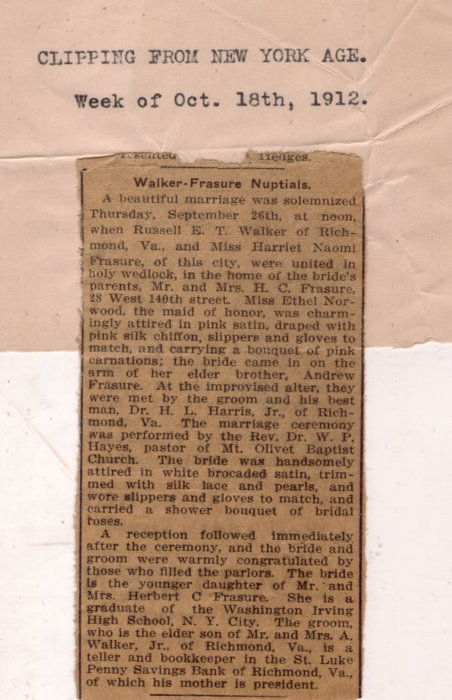 CLIPPING FROM NEW YORK AGE.
Week of Oct. 18th, 1912.
Hedges.
Walker-Frasure Nuptials.
A beautiful marriage was solemnized
Thursday, September 26th, at noon,
when Russell E. T. Walker of Rich-
mond, Va., and Miss Harriet Naomi
Frasure, of this city, were united in
holy wedlock, in the home of the bride's
parents, Mr. and Mrs. H. C. Frasure,
28 West 140th street. Miss Ethel Nor-
wood, the maid of honor, was charm-
ingly attired in pink satin, draped with
pink silk chiffon, slippers and gloves to
match, and carrying a bouquet of pink
carnations; the bride came in on the
arm of her elder brother, Andrew
Frasure. At the improvised alter, they
were met by the groom and his best
man, Dr. H. L. Harris, Jr., of Rich-
mond, Va. The marriage ceremony
was performed by the Rev. Dr. W. P.
Hayes, pastor of Mt. Olivet Baptist
Church. The bride was handsomely
attired in white brocaded satin, trim-
med with silk lace and pearls, and
wore slippers and gloves to match, and
carried a shower bouquet of bridal
roses.
A reception followed immediately
after the ceremony, and the bride and
groom were warmly congratulated by
those who filled the parlors. The bride
is the younger daughter of Mr. and
Mrs. Herbert C Frasure. She is a
graduate of the Washington Irving
High School, N. Y. City. The groom,
who is the elder son of Mr. and Mrs. A.
Walker, Jr., of Richmond, Va., is a
teller and bookkeeper in the St. Luke
Penny Savings Bank of Richmond, Va.,
of which his mother is president.